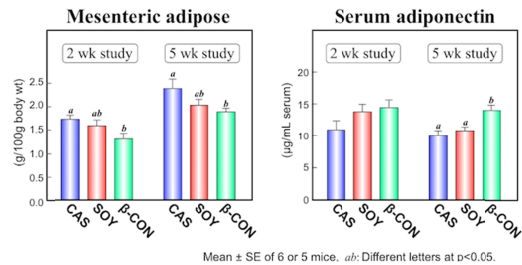 Mesenteric adipose
2 wk study
5 wk study
(g/100g body wt)
2.5
2.0
1.5
1.0
0.5
0.0
a
ab
b
a
ab
b
CAS
SOY
β-CON
CAS
SOY
β-CON
Serum adiponectin
2 wk study
5 wk study
(μg/mL serum)
20
15
10
5
0
a
a
b
CAS
SOY
β-CON
CAS
SOY
β-CON
Mean ± SE of 6 or 5 mice, ab: Different letters at p<0.05.